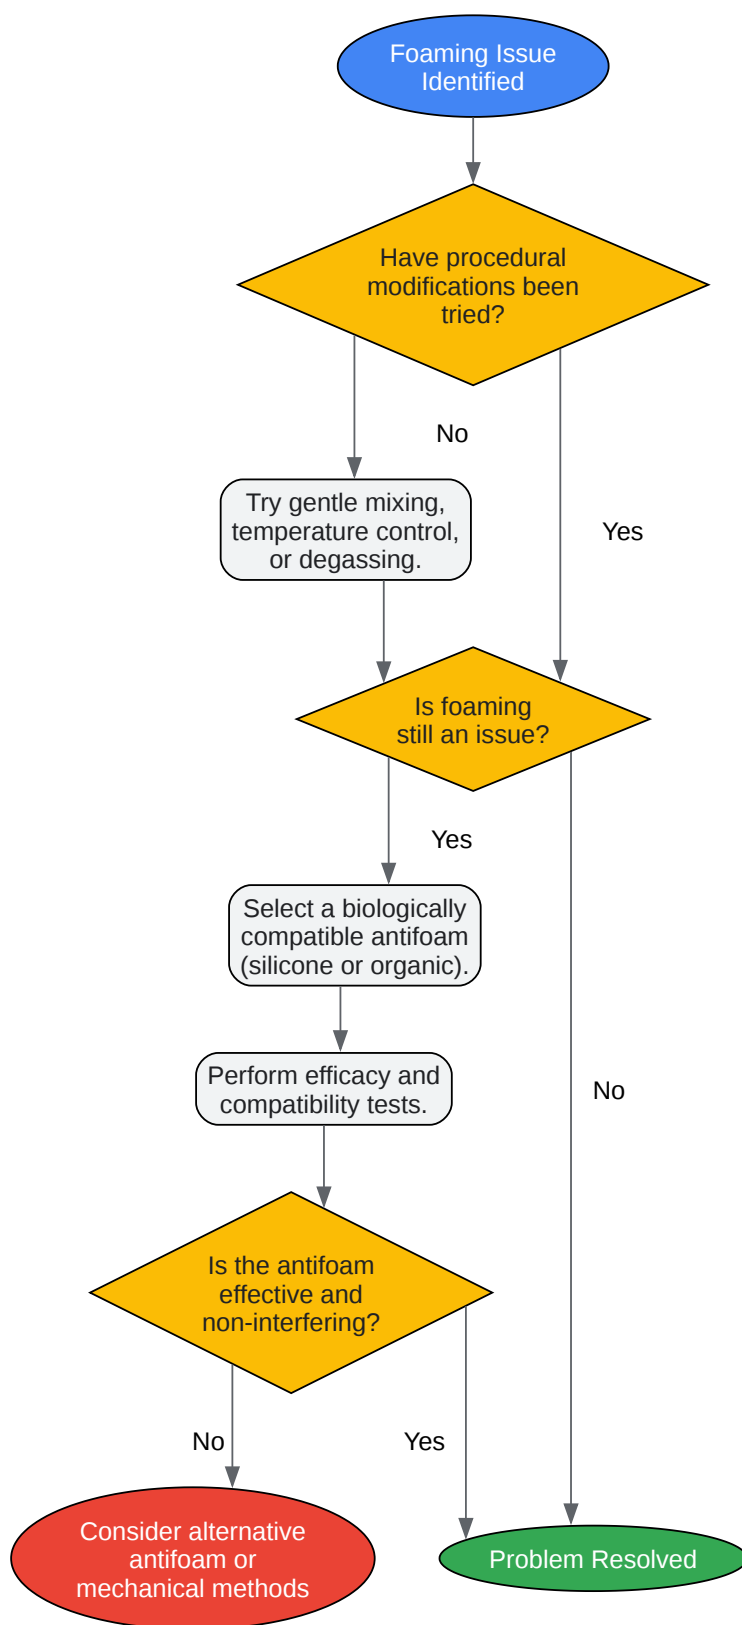 Foaming Issue
Identified
Have procedural
modifications been
tried?
No
Try gentle mixing,
temperature control,
or degassing.
Yes
Is foaming
still an issue?
Yes
Select a biologically
compatible antifoam
(silicone or organic).
Perform efficacy and
compatibility tests.
No
Is the antifoam
effective and
non-interfering?
No
Yes
Consider alternative
antifoam or
mechanical methods
Problem Resolved